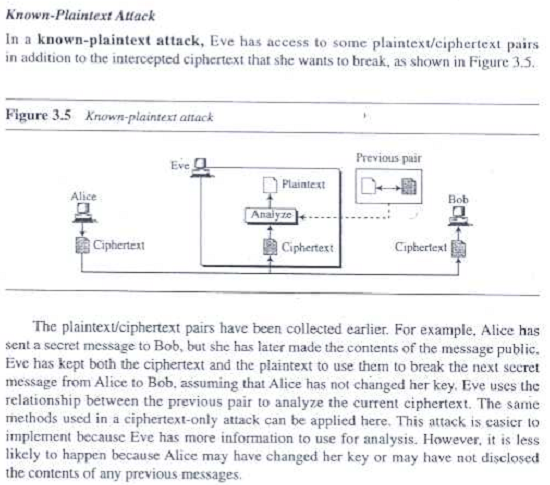 Known-Plaintext Attack
In a known-plaintext attack, Eve has access to some plaintext/ciphertext pairs
in addition to the intercepted ciphertext that she wants to break, as shown in Figure 3.5.
Figure 3.5 Known-plaintext attack
Eve
Previous pair
Plaintext
Alice
Bob
Analyze
Ciphertext
Ciphertext
Ciphertext
The plaintext/ciphertext pairs have been collected earlier. For example, Alice has
sent a secret message to Bob, but she has later made the contents of the message public.
Eve has kept both the ciphertext and the plaintext to use them to break the next secret
message from Alice to Bob, assuming that Alice has not changed her key. Eve uses the
relationship between the previous pair to analyze the current ciphertext. The same
methods used in a ciphertext-only attack can be applied here. This attack is easier to
implement because Eve has more information to use for analysis. However, it is less
likely to happen because Alice may have changed her key or may have not disclosed
the contents of any previous messages.